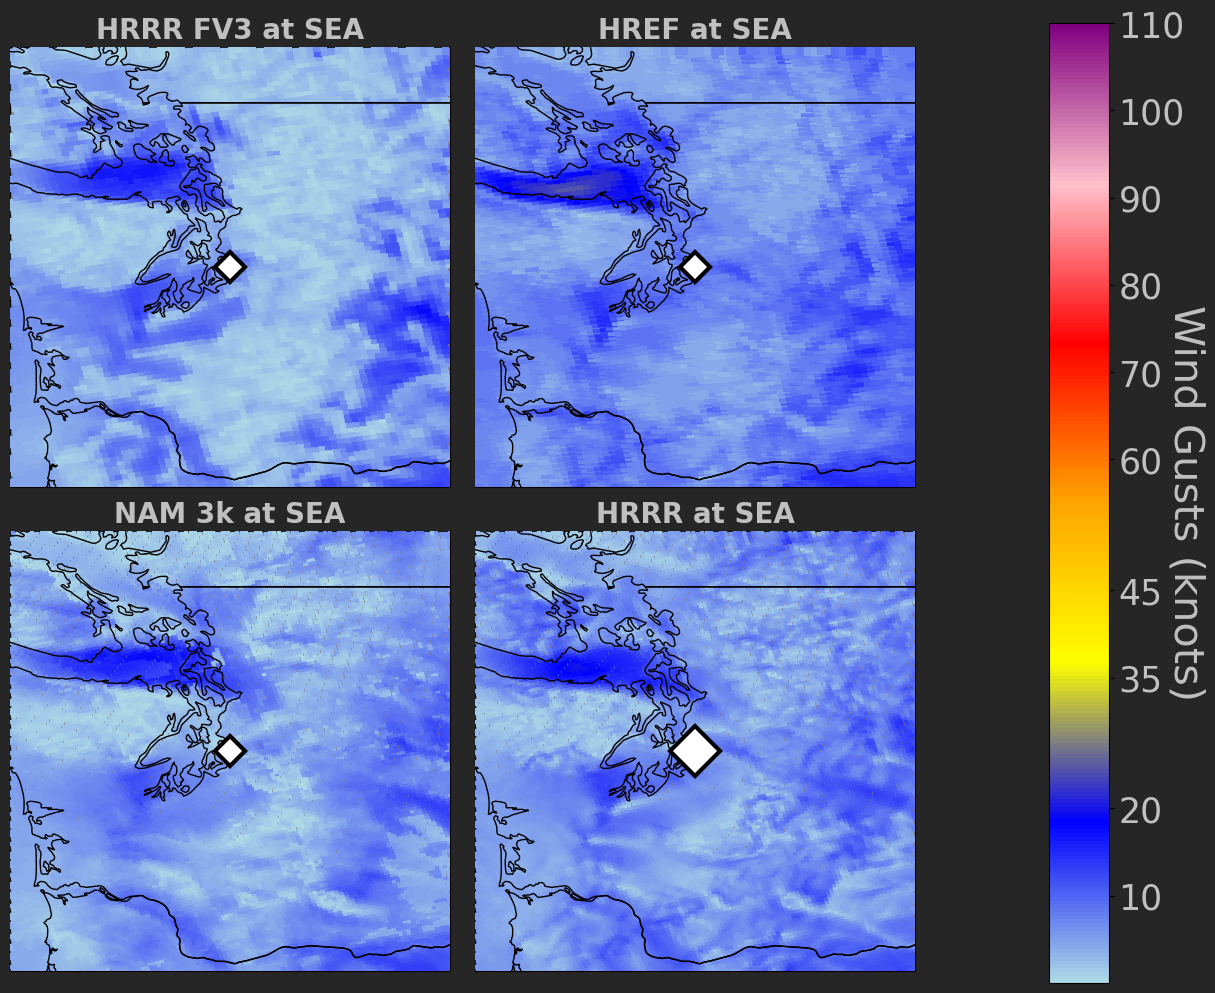 HRRR FV3 at SEA
HREF at SEA
NAM 3k at SEA
HRRR at SEA
110
100
90
80
70
60
45
35
20
10
Wind Gusts (knots)